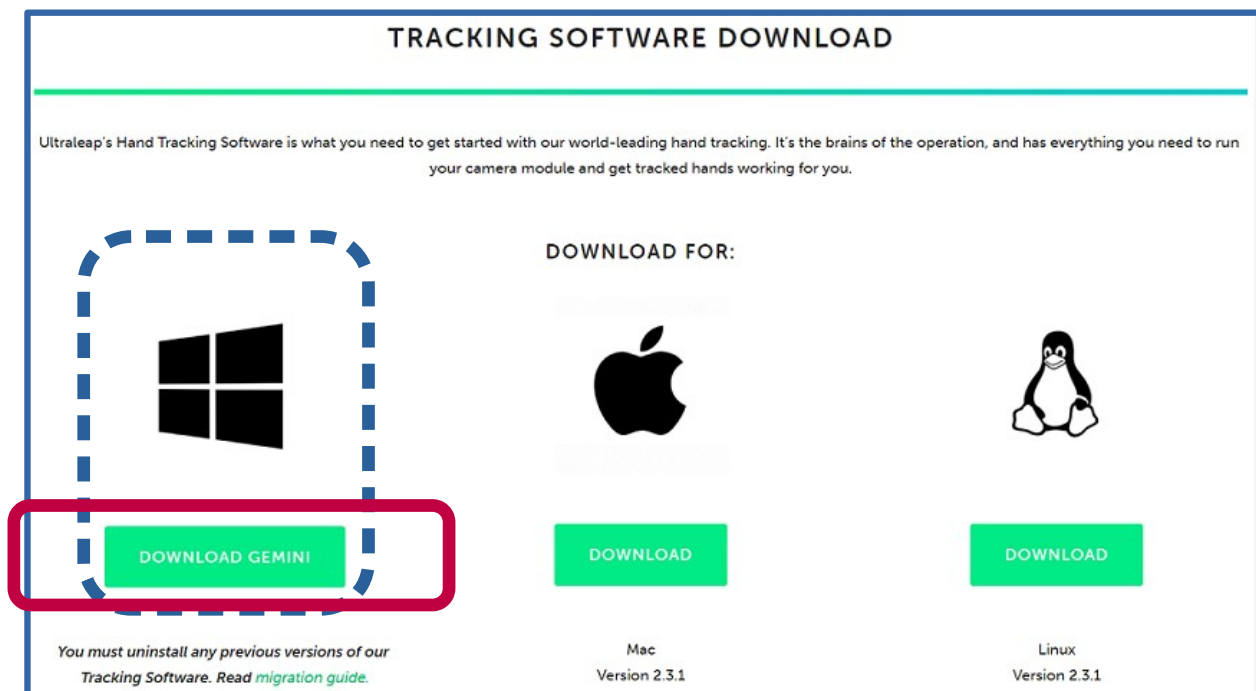 TRACKING SOFTWARE DOWNLOAD
Ultraleap's Hand Tracking Software is what you need to get started with our world-leading hand tracking. It's the brains of the operation, and has everything you need to run
your camera module and get tracked hands working for you.
DOWNLOAD FOR:
DOWNLOAD GEMINI
DOWNLOAD
DOWNLOAD
You must uninstall any previous versions of our
Tracking Software. Read migration guide.
Mac
Version 2.3.1
Linux
Version 2.3.1